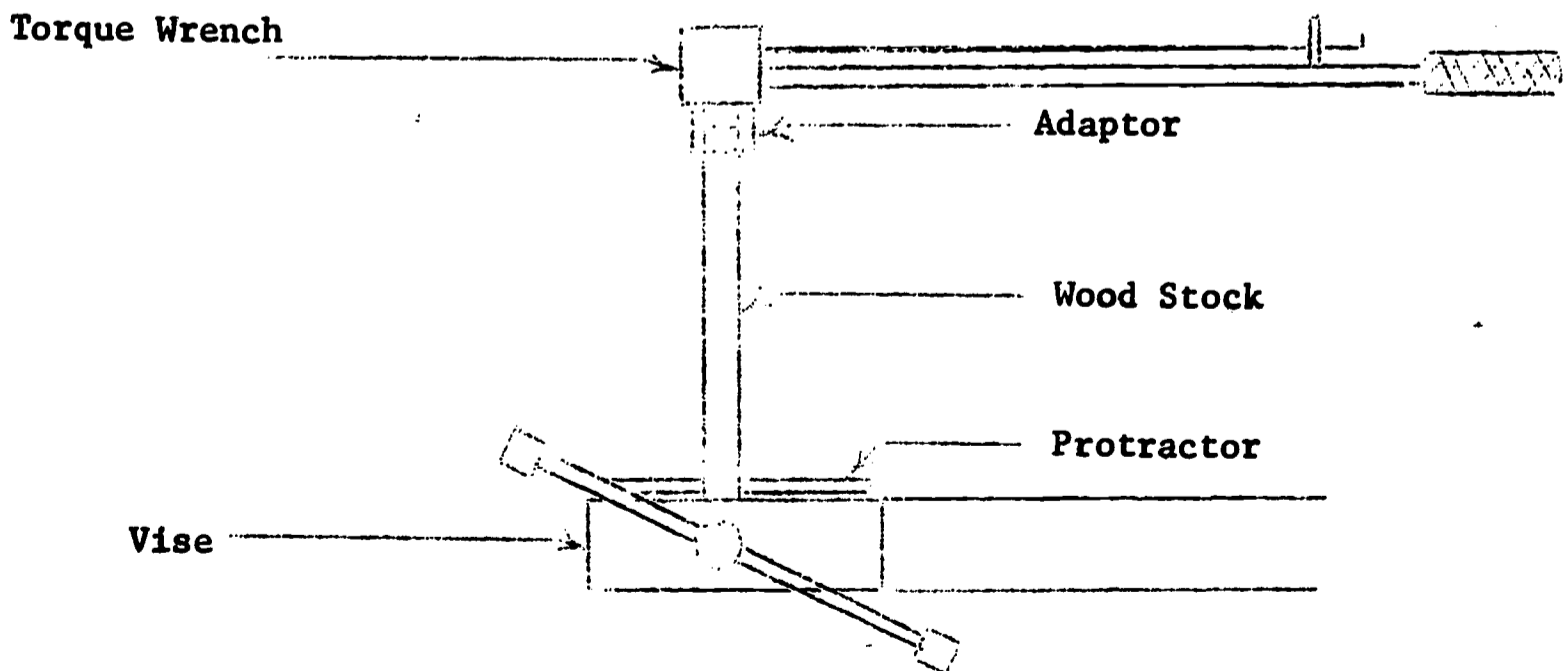 Torque Wrench
Adaptor
Wood Stock
Protractor
Vise